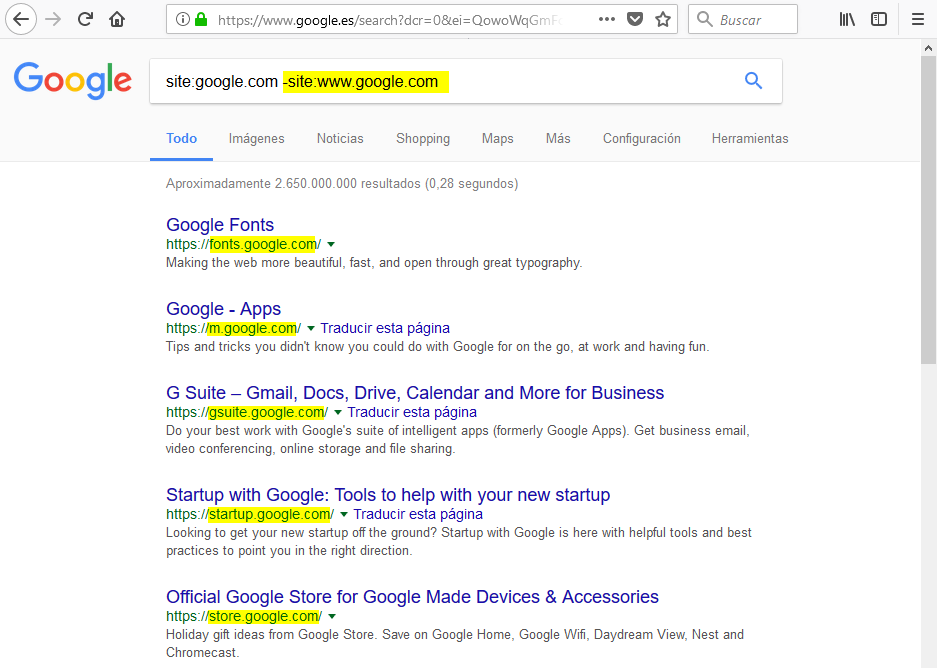 https://www.google.es/search?dcr=0&ei=QowoWqGmF
Buscar
Google
site:google.com -site:www.google.com
Todo Imágenes Noticias Shopping Maps Más Configuración Herramientas
Aproximadamente 2.650.000.000 resultados (0,28 segundos)
Google Fonts
https://fonts.google.com/
Making the web more beautiful, fast, and open through great typography.
Google - Apps
https://m.google.com/ Traducir esta página
Tips and tricks you didn't know you could do with Google for on the go, at work and having fun.
G Suite – Gmail, Docs, Drive, Calendar and More for Business
https://gsuite.google.com/ Traducir esta página
Do your best work with Google's suite of intelligent apps (formerly Google Apps). Get business email,
video conferencing, online storage and file sharing.
Startup with Google: Tools to help with your new startup
https://startup.google.com/ Traducir esta página
Looking to get your new startup off the ground? Startup with Google is here with helpful tools and best
practices to point you in the right direction.
Official Google Store for Google Made Devices & Accessories
https://store.google.com/
Holiday gift ideas from Google Store. Save on Google Home, Google Wifi, Daydream View, Nest and
Chromecast.